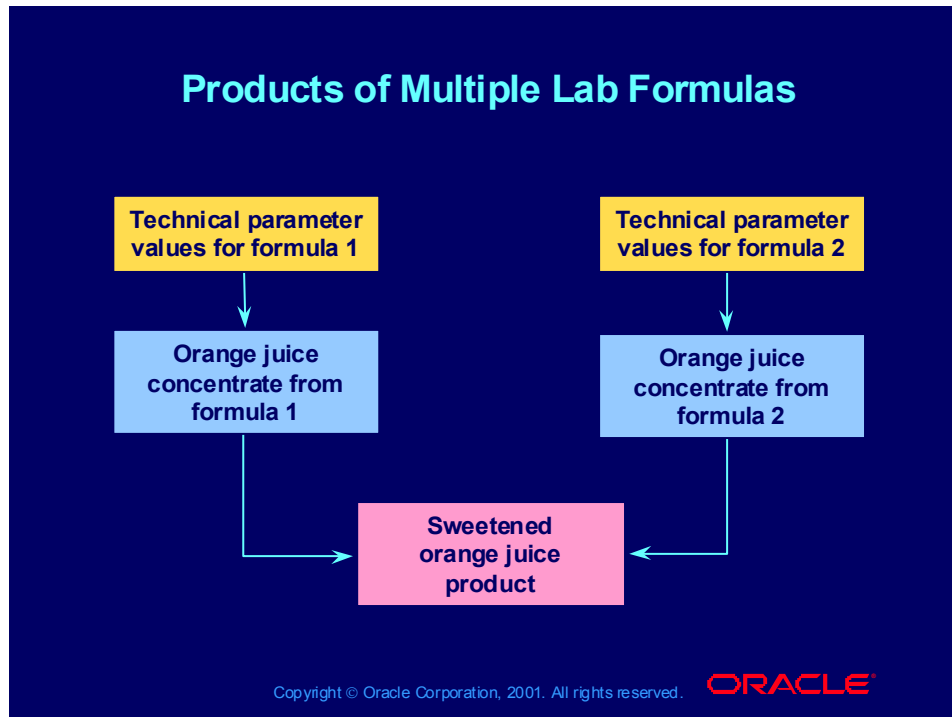 Products of Multiple Lab Formulas
Technical parameter
values for formula 1
Technical parameter
values for formula 2
Orange juice
concentrate from
formula 1
Orange juice
concentrate from
formula 2
Sweetened
orange juice
product
Copyright © Oracle Corporation, 2001. All rights reserved.
ORACLE®